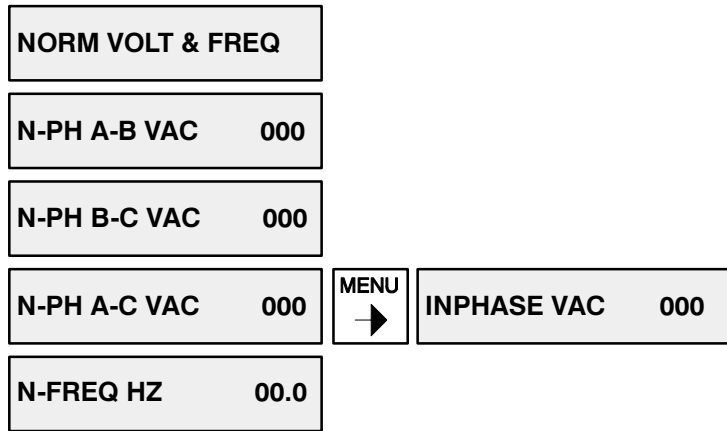 NORM VOLT & FREQ
N-PH A-B VAC 000
N-PH B-C VAC 000
N-PH A-C VAC 000 MENU INPHASE VAC 000
N-FREQ HZ 00.0